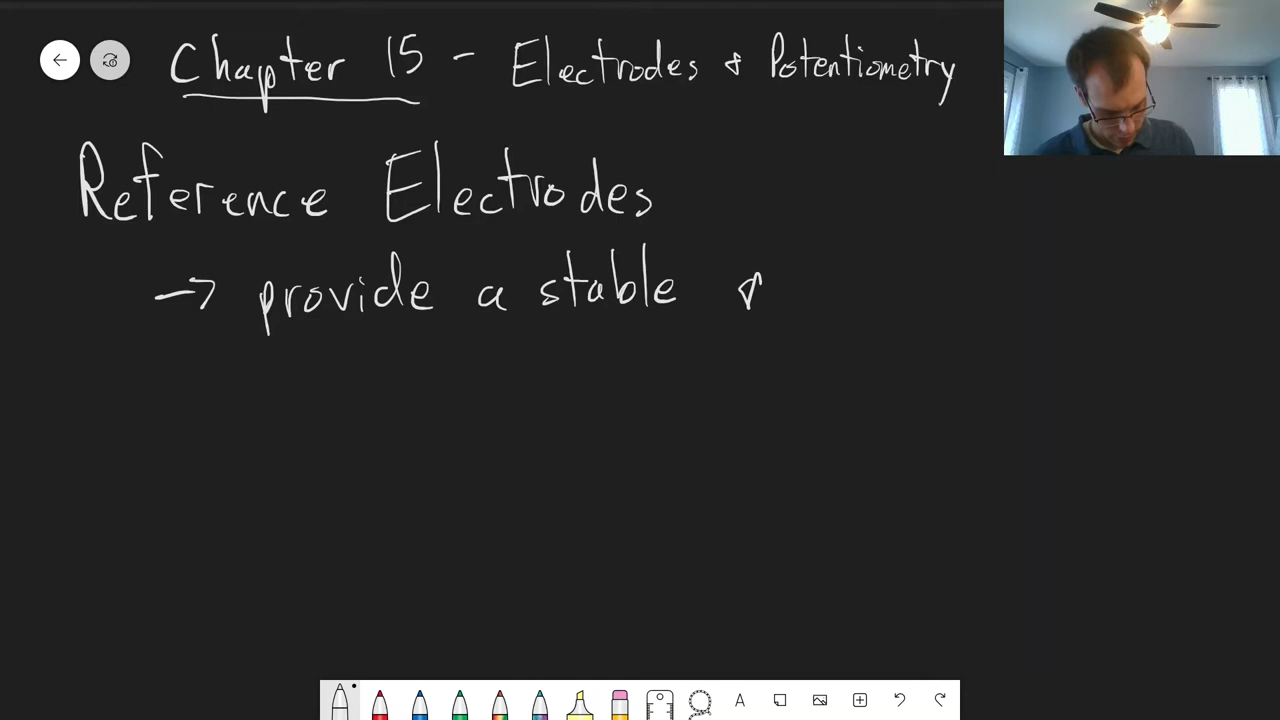 Chapter 15 - Electrodes & Potentiometry
Reference Electrodes
→ provide a stable